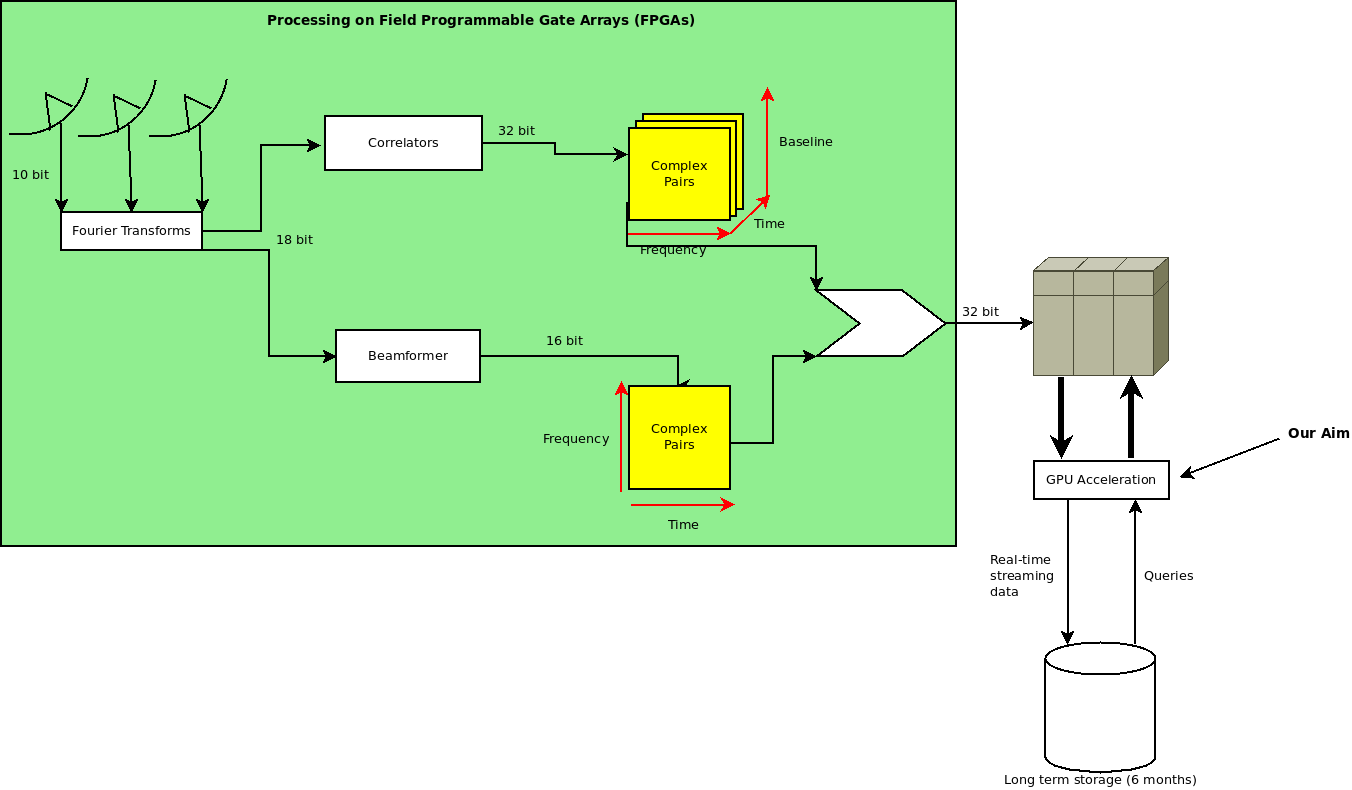 Processing on Field Programmable Gate Arrays (FPGAs)
10 bit
Fourier Transforms
18 bit
Correlators
32 bit
Complex
Pairs
Baseline
Time
Frequency
Beamformer
16 bit
Frequency
Complex
Pairs
Time
32 bit
Our Aim
GPU Acceleration
Real-time
streaming
data
Queries
Long term storage (6 months)